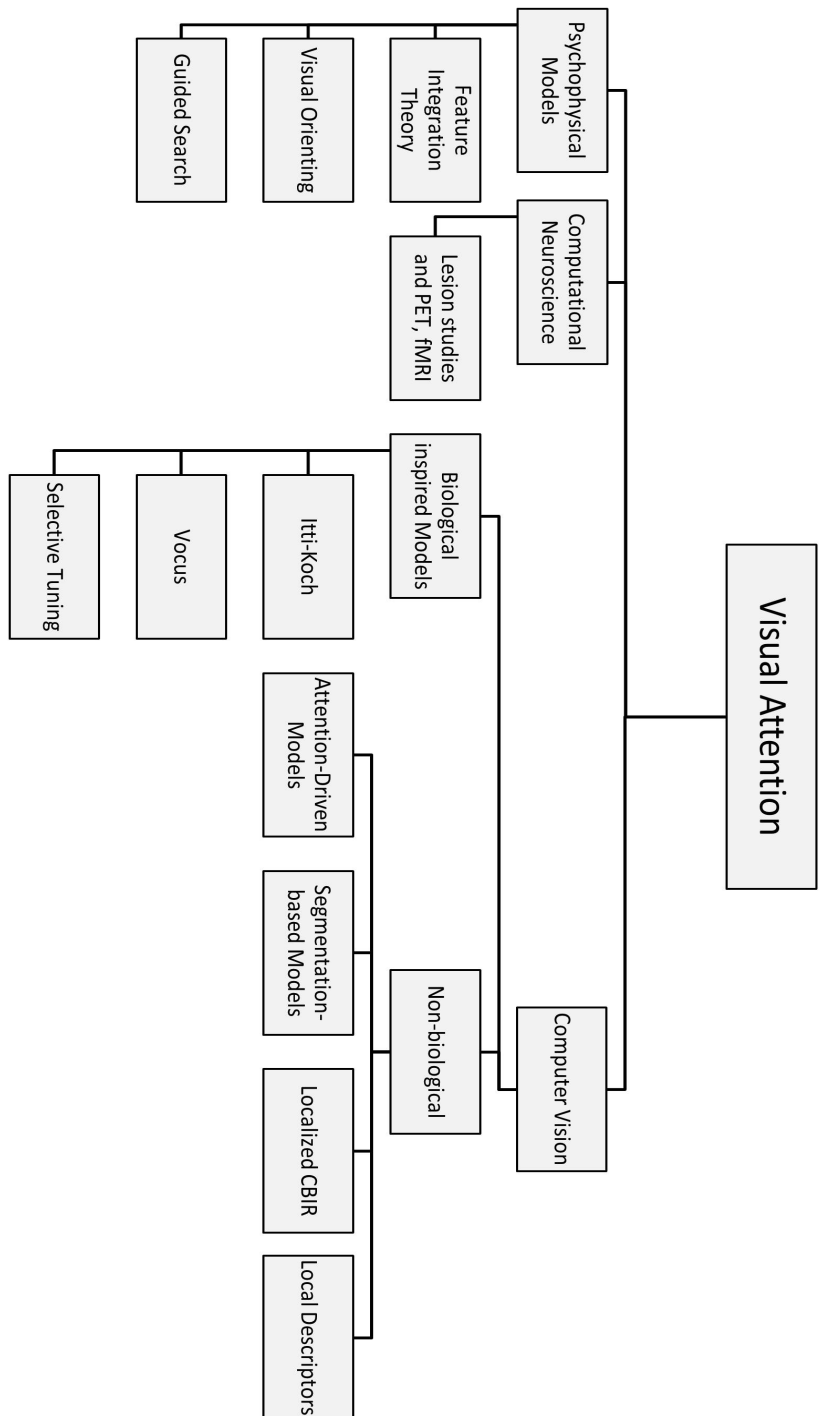 Visual Attention
Psychophysical
Models
Computational
Neuroscience
Computer Vision
Feature
Integration
Theory
Lesion studies
and PET, fMRI
Biological
inspired Models
Non-biological
Visual Orienting
Itti-Koch
Attention-Driven
Models
Segmentation-
based Models
Localized CBIR
Local Descriptors
Guided Search
Vocus
Selective Tuning